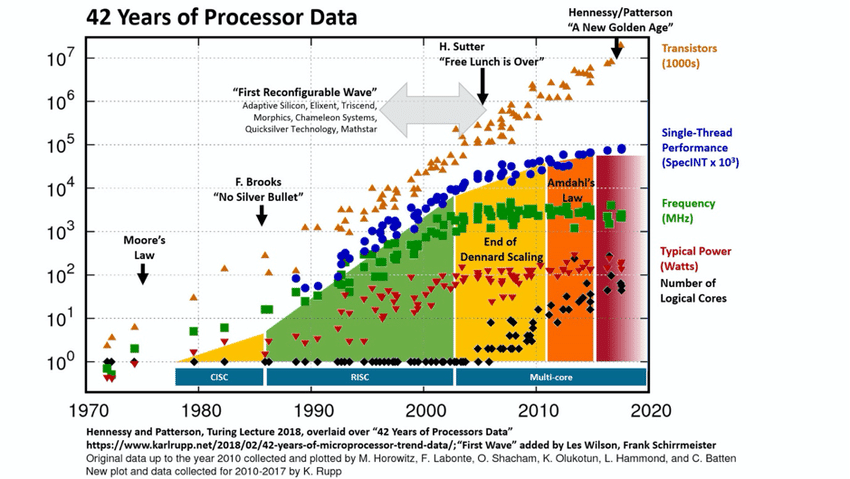 42 Years of Processor Data
Hennessy/Patterson
“A New Golden Age”
H. Sutter
“Free Lunch is Over”
Transistors
(1000s)
“First Reconfigurable Wave”
Adaptive Silicon, Elixent, Triscend,
Morphics, Chameleon Systems,
Quicksilver Technology, Mathstar
Single-Thread
Performance
(SpecINT x 10³)
F. Brooks
“No Silver Bullet”
Amdahl’s
Law
Frequency
(MHz)
Moore’s
Law
End of
Dennard Scaling
Typical Power
(Watts)
Number of
Logical Cores
10⁷
10⁶
10⁵
10⁴
10³
10²
10¹
10⁰
CISC
RISC
Multi-core
1970
1980
1990
2000
2010
2020
Hennessy and Patterson, Turing Lecture 2018, overlaid over “42 Years of Processors Data”
https://www.karlrupp.net/2018/02/42-years-of-microprocessor-trend-data/;“First Wave” added by Les Wilson, Frank Schirrmeister
Original data up to the year 2010 collected and plotted by M. Horowitz, F. Labonte, O. Shacham, K. Olukotun, L. Hammond, and C. Batten
New plot and data collected for 2010-2017 by K. Rupp